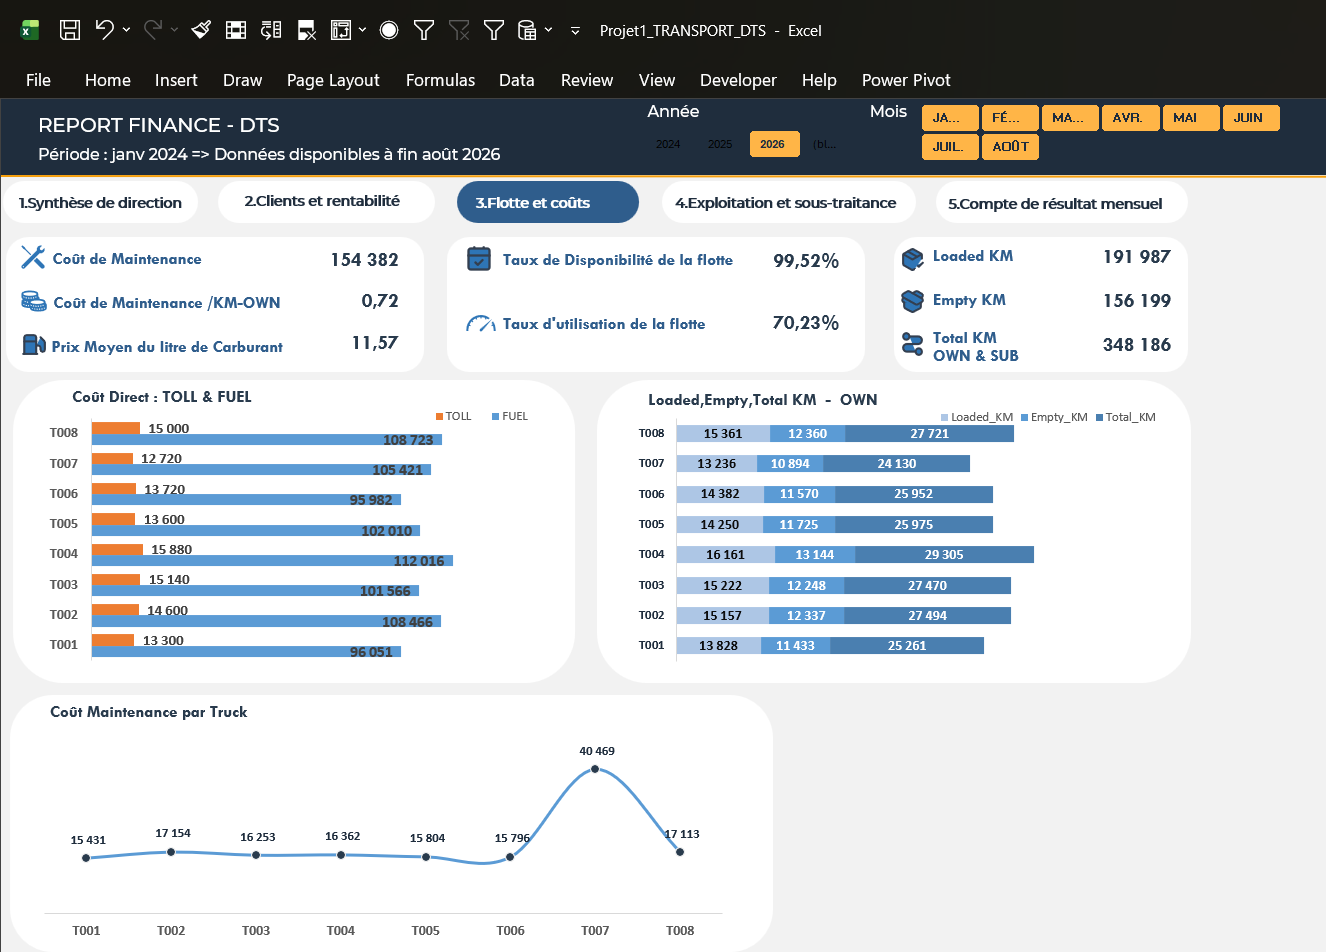 Projet1_TRANSPORT_DTS - Excel
File Home Insert Draw Page Layout Formulas Data Review View Developer Help Power Pivot
REPORT FINANCE - DTS
Période : janv 2024 => Données disponibles à fin août 2026
Année
2024 2025 2026 (bl...
Mois
JA... FÉ... MA... AVR. MAI JUIN
JUIL. AOÛT
1.Synthèse de direction
2.Clients et rentabilité
3.Flotte et coûts
4.Exploitation et sous-traitance
5.Compte de résultat mensuel
Coût de Maintenance 154 382
Coût de Maintenance /KM-OWN 0,72
Prix Moyen du litre de Carburant 11,57
Taux de Disponibilité de la flotte 99,52%
Taux d'utilisation de la flotte 70,23%
Loaded KM 191 987
Empty KM 156 199
Total KM
OWN & SUB 348 186
Coût Direct : TOLL & FUEL
TOLL FUEL
T008 15 000
108 723
T007 12 720
105 421
T006 13 720
95 982
T005 13 600
102 010
T004 15 880
112 016
T003 15 140
101 566
T002 14 600
108 466
T001 13 300
96 051
Loaded,Empty,Total KM - OWN
Loaded_KM Empty_KM Total_KM
T008 15 361 12 360 27 721
T007 13 236 10 894 24 130
T006 14 382 11 570 25 952
T005 14 250 11 725 25 975
T004 16 161 13 144 29 305
T003 15 222 12 248 27 470
T002 15 157 12 337 27 494
T001 13 828 11 433 25 261
Coût Maintenance par Truck
15 431 17 154 16 253 16 362 15 804 15 796 40 469 17 113
T001 T002 T003 T004 T005 T006 T007 T008